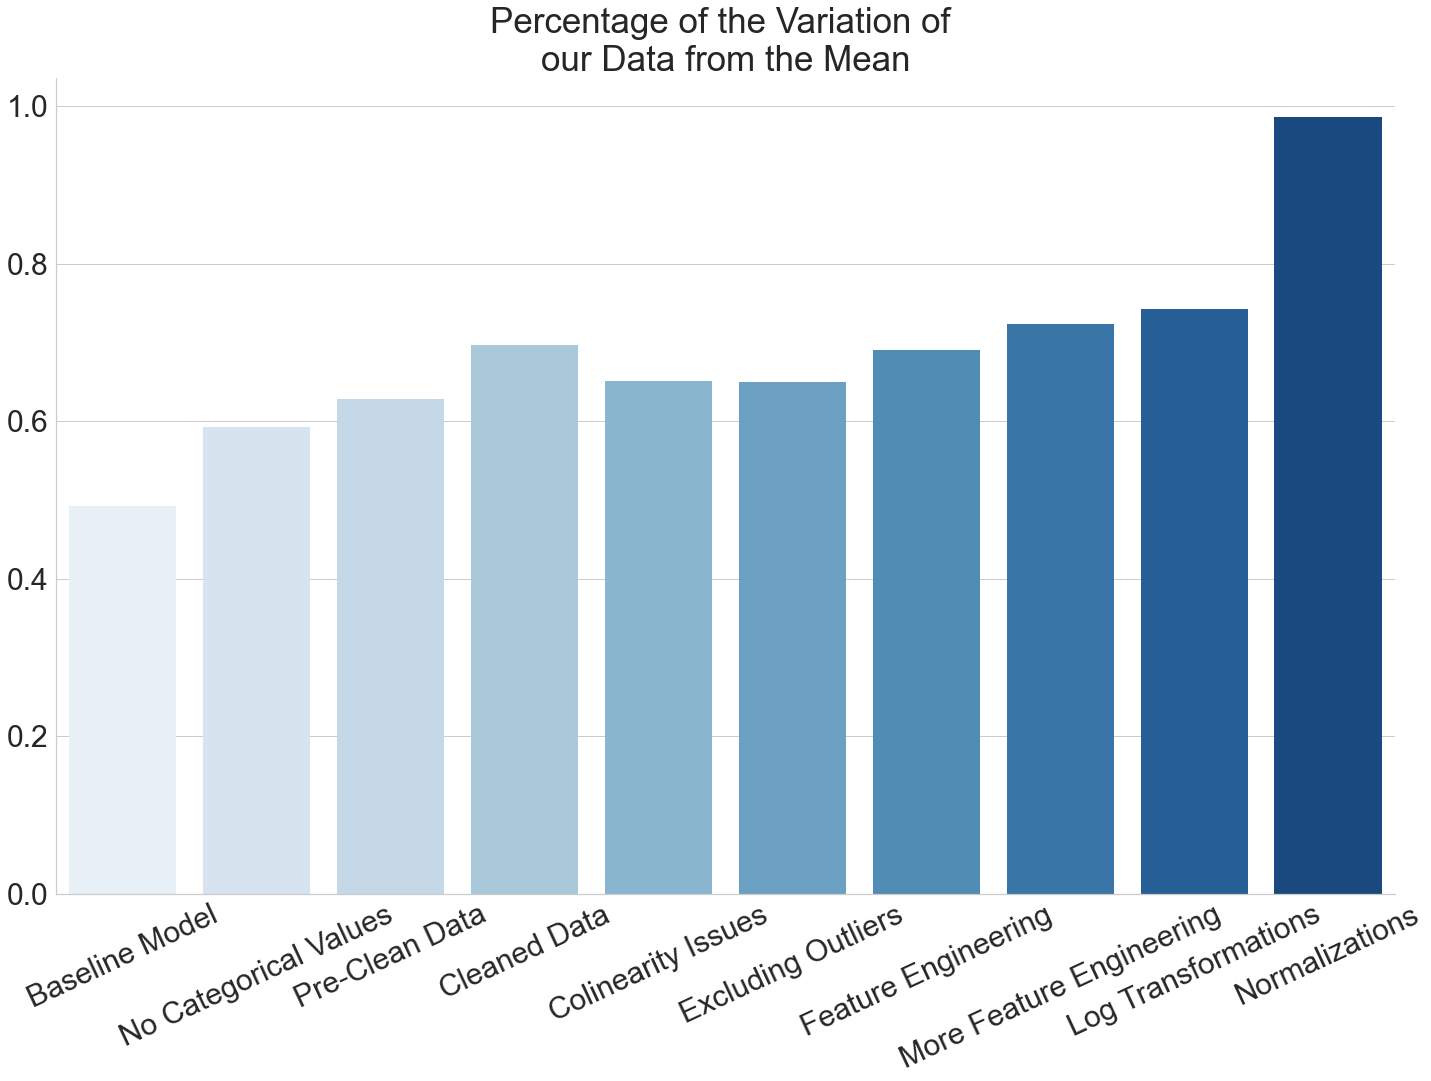 Percentage of the Variation of
our Data from the Mean
1.0
0.8
0.6
0.4
0.2
0.0
Baseline Model
No Categorical Values
Pre-Clean Data
Cleaned Data
Colinearity Issues
Excluding Outliers
Feature Engineering
More Feature Engineering
Log Transformations
Normalizations